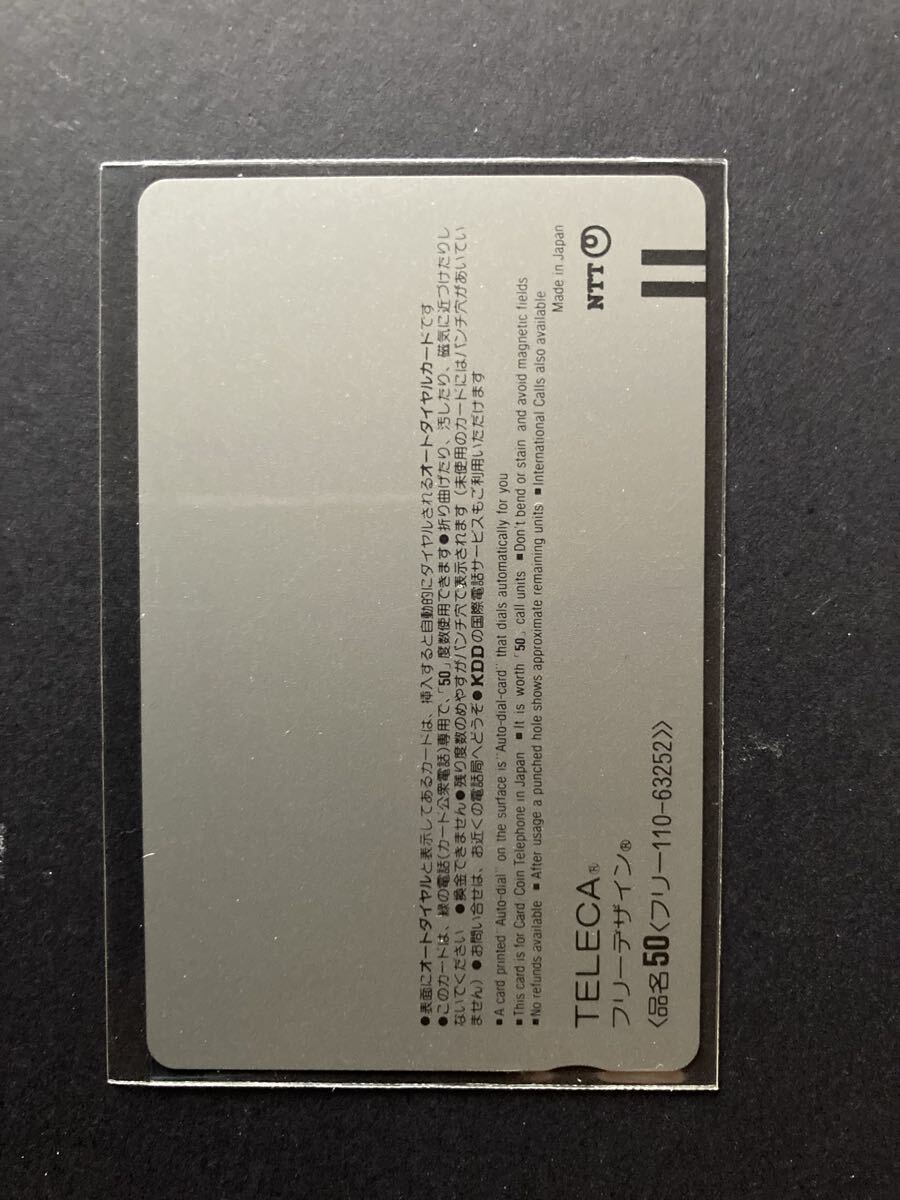 ●表面にオートダイヤルと表示してあるカードは、挿入すると自動的にダイヤルされるオートダイヤルカードです
●このカードは、緑の電話(カード公衆電話)専用で、「50」度数使用できます●折り曲げたり、汚したり、磁気に近づけたりし
ないでください ●換金できません●残り度数のめやすがパンチ穴で表示されます(未使用のカードにはパンチ穴があいてい
ません)●お問い合せは、お近くの電話局へどうぞ●KDDの国際電話サービスもご利用いただけます
■A card printed"Auto-dial" on the surface is"Auto-dial-card" that dials automatically for you
■This card is for Card Coin Telephone in Japan ■It is worth「50」call units ■Don't bend or stain and avoid magnetic fields
■No refunds available ■After usage a punched hole shows approximate remaining units ■International Calls also available
Made in Japan
TELECA®
NTT
フリーデザイン®
〈品名50〈フリー110-63252〉〉